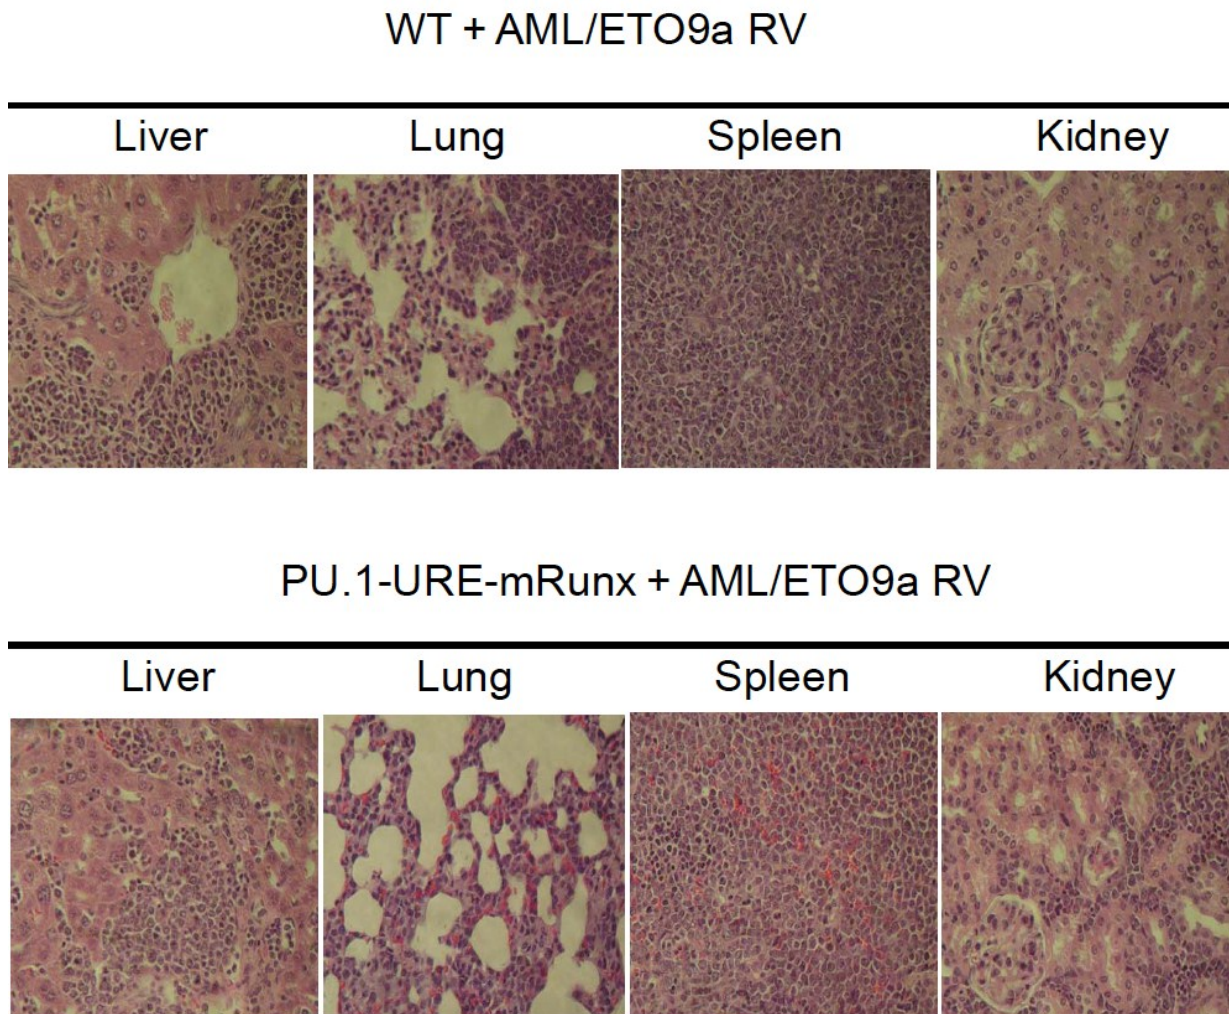 WT + AML/ETO9a RV
Liver Lung Spleen Kidney
PU.1-URE-mRunx + AML/ETO9a RV
Liver Lung Spleen Kidney